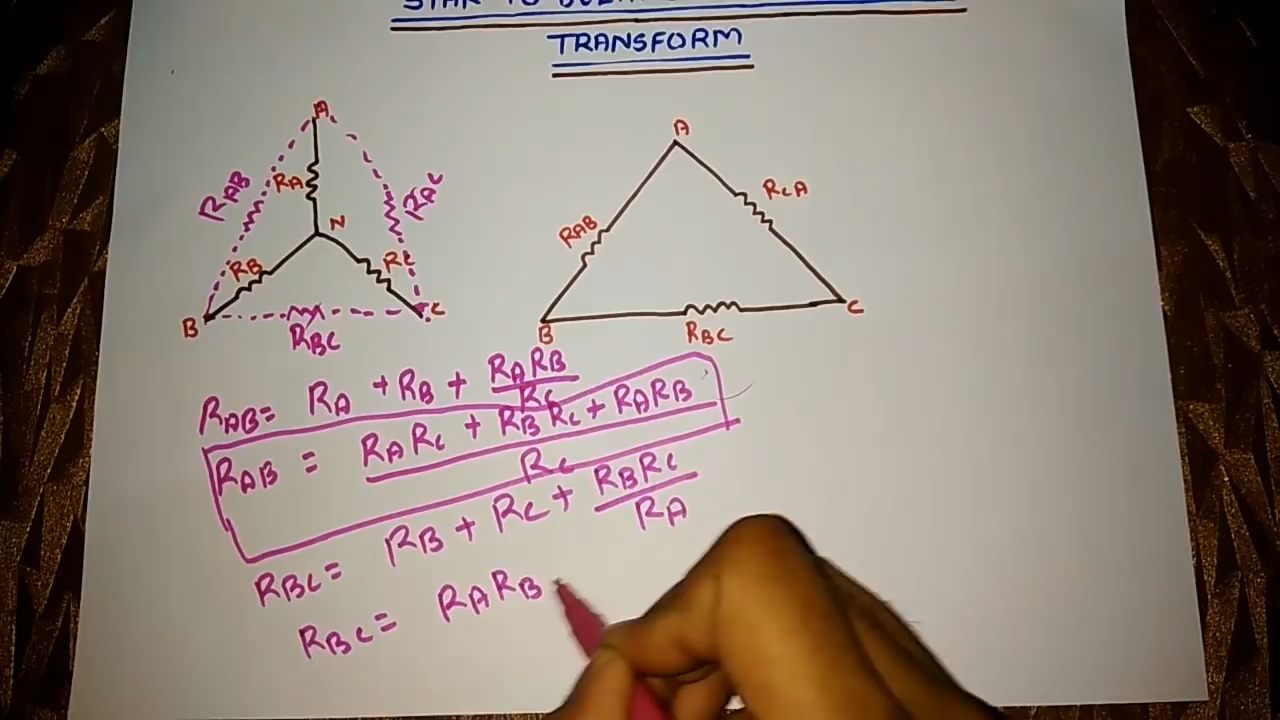 TRANSFORM
A
RAB
RA
N
RB
RC
B
C
RBC
A
RAB
RCA
B
C
RBC
RAB = RA + RB + RARB / RC
RAB = RARC + RBRC + RARB / RC
RBC = RB + RC + RBRC / RA
RBC = RARB